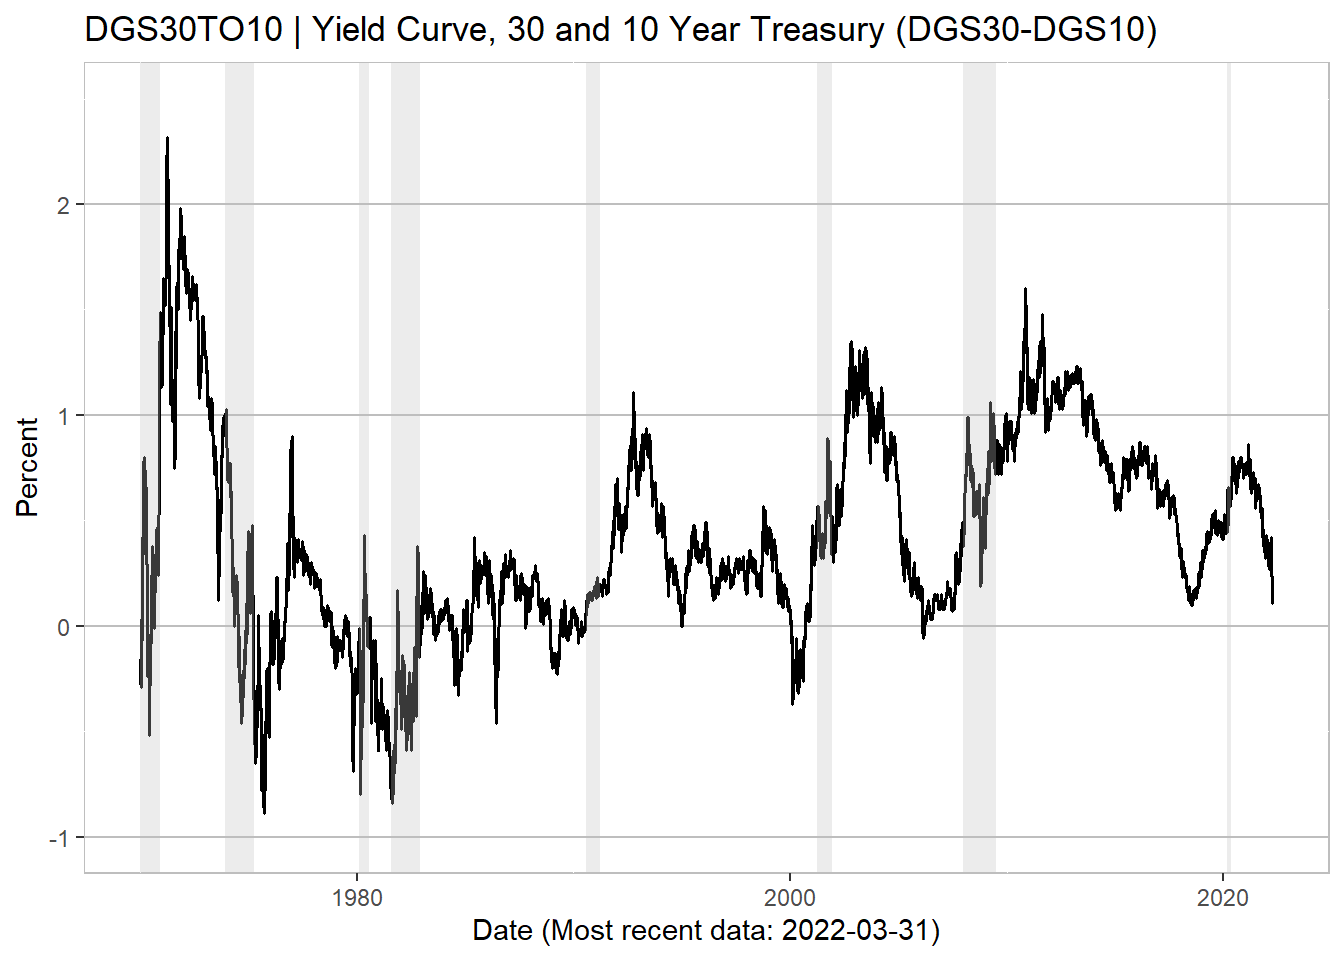 DGS30TO10 | Yield Curve, 30 and 10 Year Treasury (DGS30-DGS10)
Percent
2
1
0
-1
1980 2000 2020
Date (Most recent data: 2022-03-31)